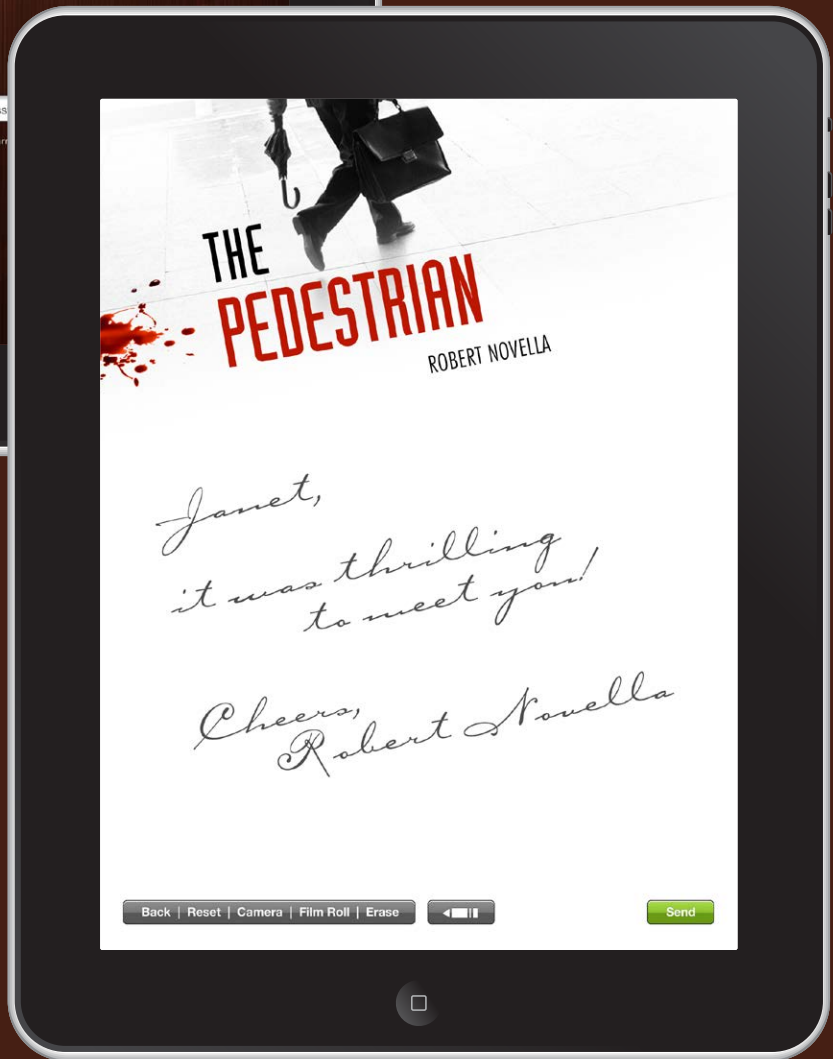 THE
PEDESTRIAN
ROBERT NOVELLA
Janet,
it was thrilling
to meet you!
Cheers,
Robert Novella
Back | Reset | Camera | Film Roll | Erase
Send